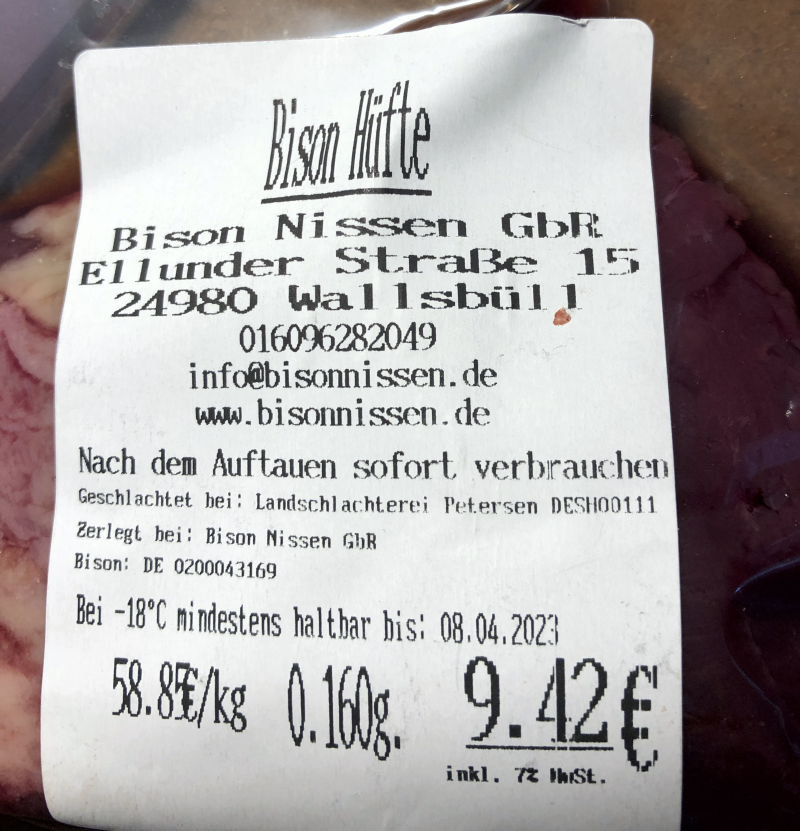 Bison Hüfte
Bison Nissen GbR
Ellunder Straße 15
24980 Wallsbüll
016096282049
info@bisonnissen.de
www.bisonnissen.de
Nach dem Auftauen sofort verbrauchen
Geschlachtet bei: Landschlachterei Petersen DESH00111
Zerlegt bei: Bison Nissen GbR
Bison: DE 0200043169
Bei -18°C mindestens haltbar bis: 08.04.2023
58.85€/kg 0.160g. 9.42€
inkl. 7% MwSt.